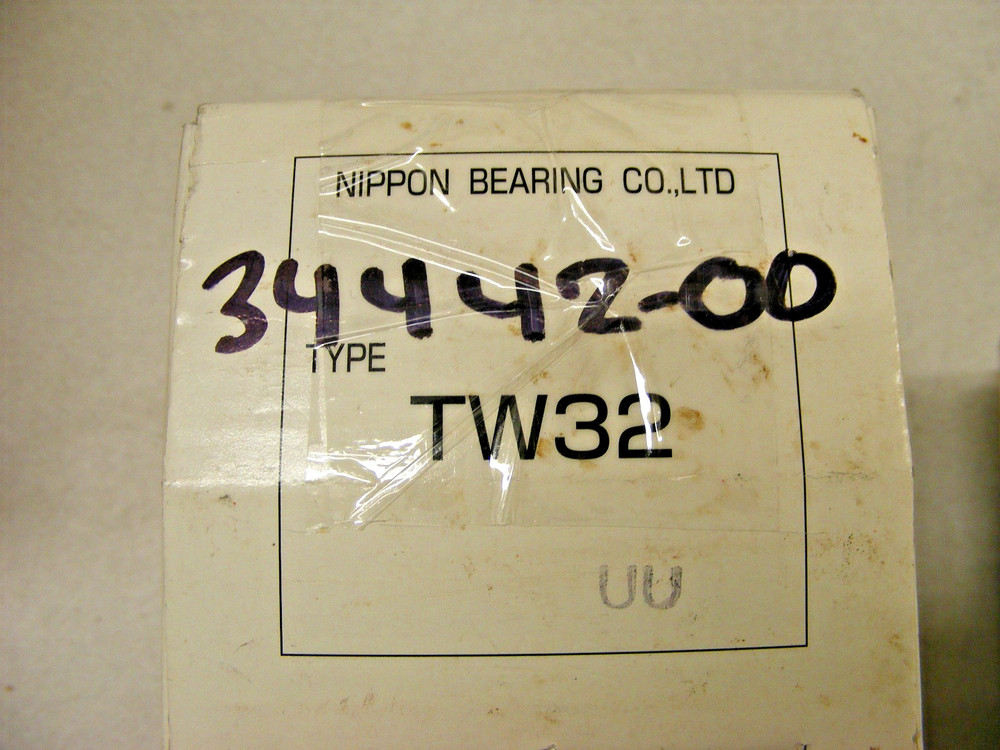 NIPPON BEARING CO.,LTD
34442-00
TYPE
TW32
UU